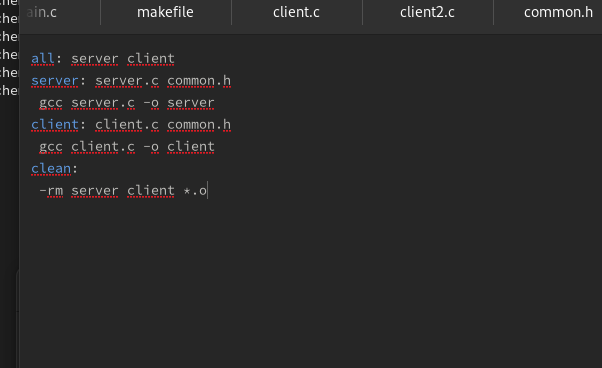 ain.c makefile client.c client2.c common.h
che
che
che
che
che
che
all: server client
server: server.c common.h
 gcc server.c -o server
client: client.c common.h
 gcc client.c -o client
clean:
 -rm server client *.o